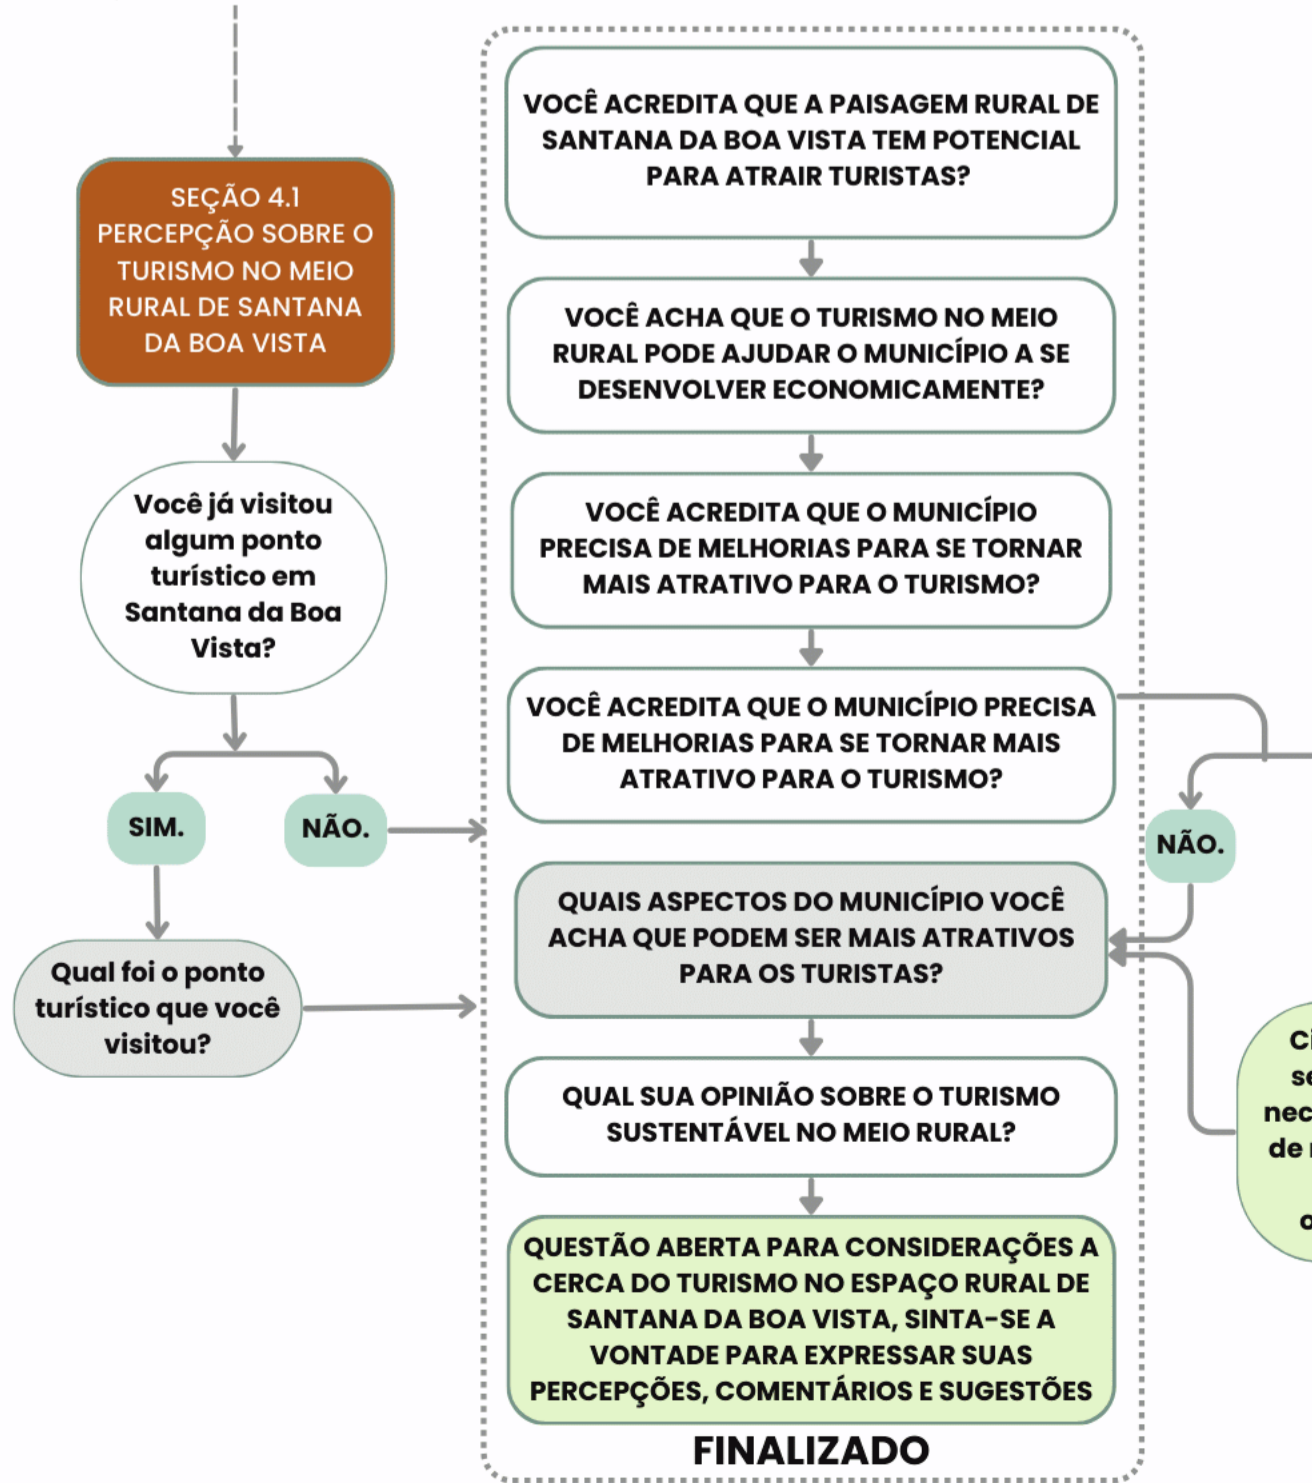 SEÇÃO 4.1
PERCEPÇÃO SOBRE O
TURISMO NO MEIO
RURAL DE SANTANA
DA BOA VISTA
Você já visitou
algum ponto
turístico em
Santana da Boa
Vista?
SIM.
NÃO.
Qual foi o ponto
turístico que você
visitou?
VOCÊ ACREDITA QUE A PAISAGEM RURAL DE
SANTANA DA BOA VISTA TEM POTENCIAL
PARA ATRAIR TURISTAS?
VOCÊ ACHA QUE O TURISMO NO MEIO
RURAL PODE AJUDAR O MUNICÍPIO A SE
DESENVOLVER ECONOMICAMENTE?
VOCÊ ACREDITA QUE O MUNICÍPIO
PRECISA DE MELHORIAS PARA SE TORNAR
MAIS ATRATIVO PARA O TURISMO?
VOCÊ ACREDITA QUE O MUNICÍPIO PRECISA
DE MELHORIAS PARA SE TORNAR MAIS
ATRATIVO PARA O TURISMO?
NÃO.
QUAIS ASPECTOS DO MUNICÍPIO VOCÊ
ACHA QUE PODEM SER MAIS ATRATIVOS
PARA OS TURISTAS?
QUAL SUA OPINIÃO SOBRE O TURISMO
SUSTENTÁVEL NO MEIO RURAL?
QUESTÃO ABERTA PARA CONSIDERAÇÕES A
CERCA DO TURISMO NO ESPAÇO RURAL DE
SANTANA DA BOA VISTA, SINTA-SE A
VONTADE PARA EXPRESSAR SUAS
PERCEPÇÕES, COMENTÁRIOS E SUGESTÕES
FINALIZADO
de